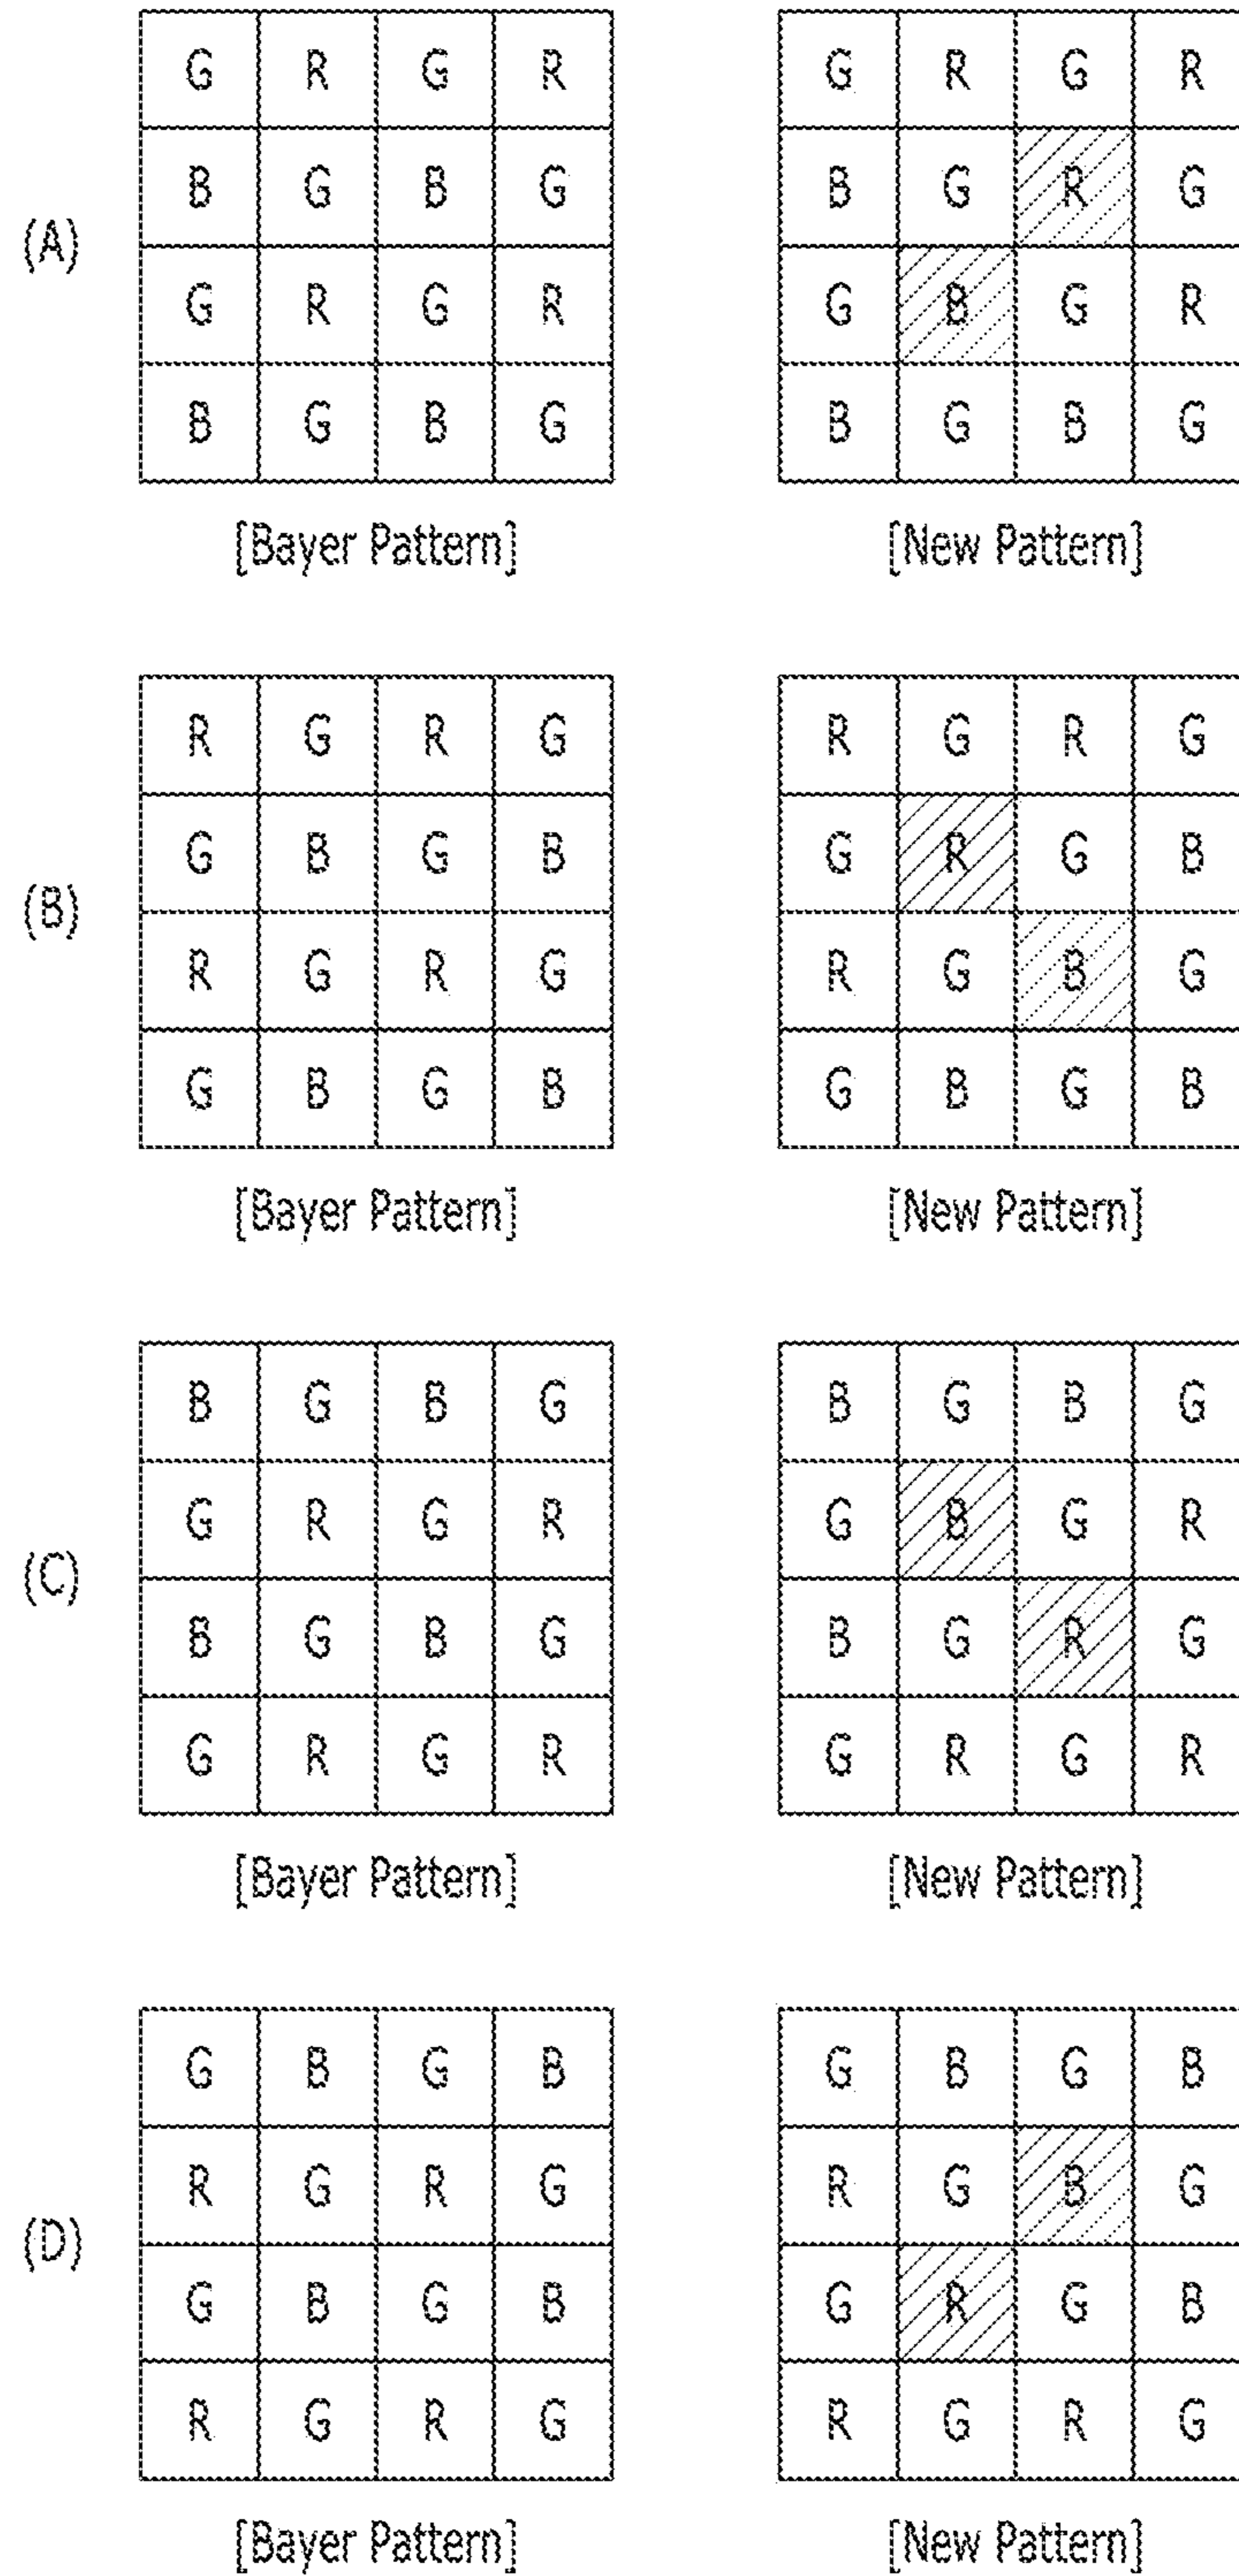 G R G R G R G R
B G B G B G R G
(A)
G R G R G B G R
B G B G B G B G
[Bayer Pattern] [New Pattern]
R G R G R G R G
G B G B G R G B
(B)
R G R G R G B G
G B G B G B G B
[Bayer Pattern] [New Pattern]
B G B G B G B G
G R G R G B G R
(C)
B G B G B G R G
G R G R G R G R
[Bayer Pattern] [New Pattern]
G B G B G B G B
R G R G R G B G
(D)
G B G B G R G B
R G R G R G R G
[Bayer Pattern] [New Pattern]